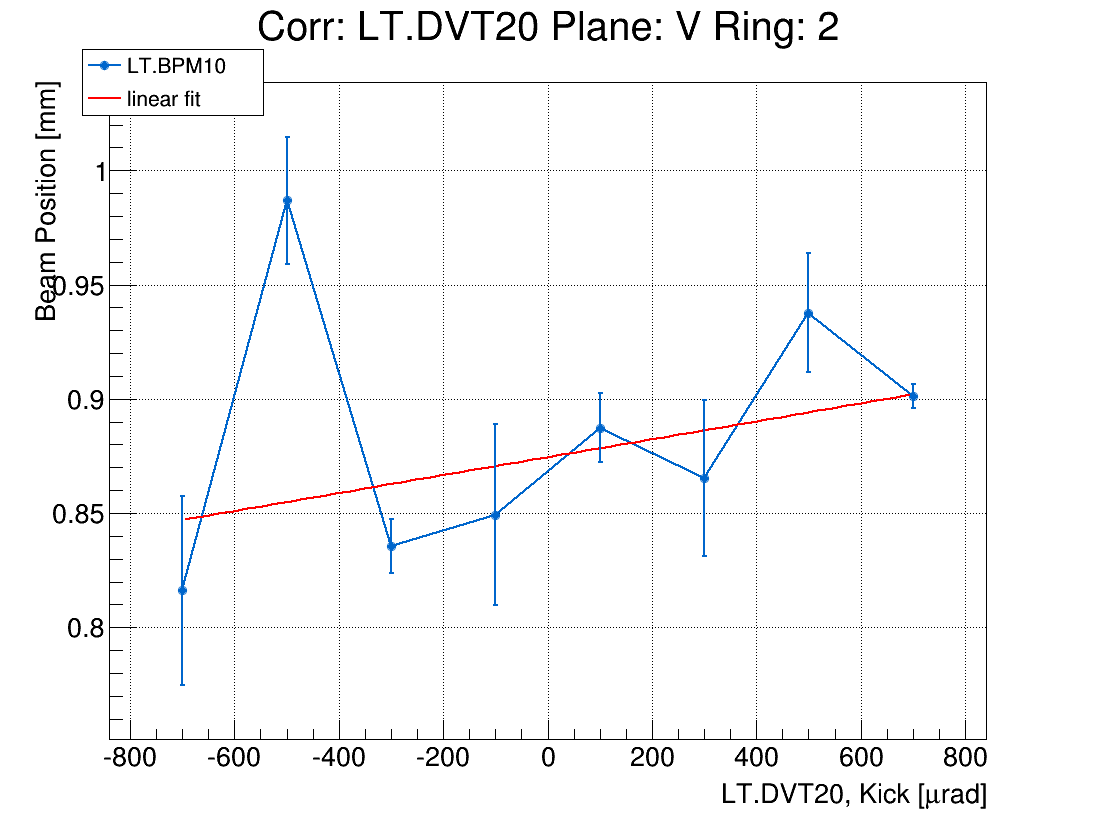 Corr: LT.DVT20 Plane: V Ring: 2
LT.BPM10
linear fit
Beam Position [mm]
1
0.95
0.9
0.85
0.8
-800 -600 -400 -200 0 200 400 600 800
LT.DVT20, Kick [μrad]